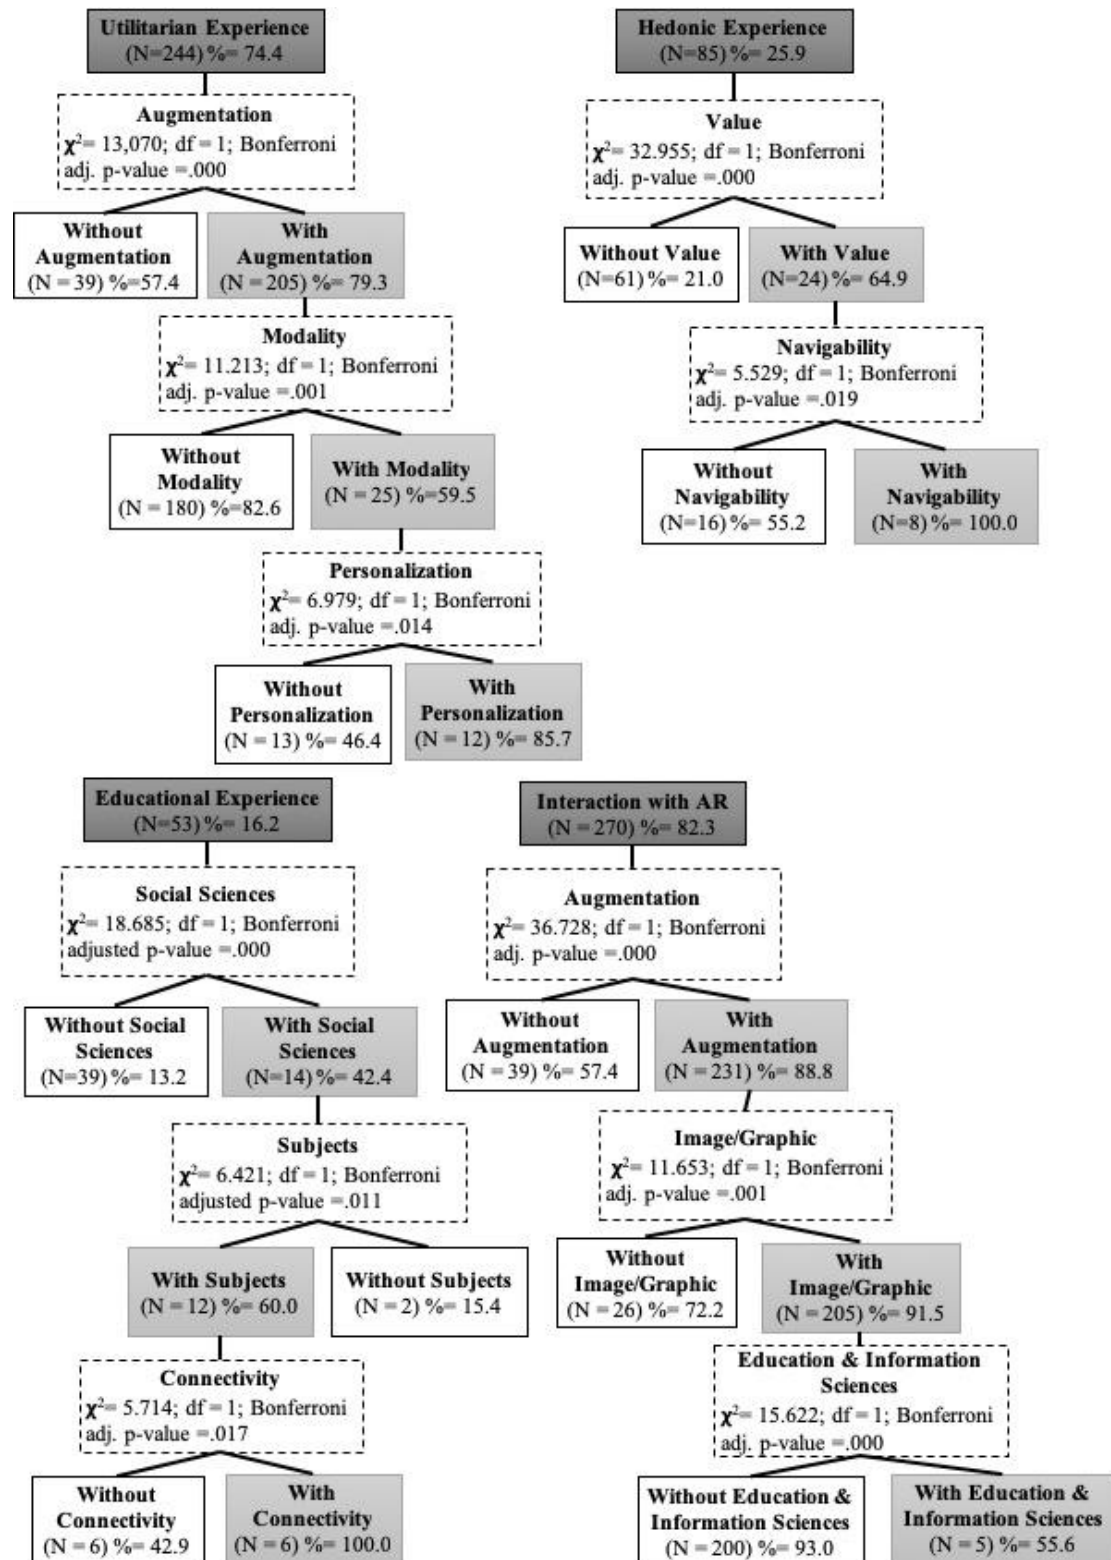 Utilitarian Experience
(N=244) %= 74.4
Augmentation
χ²= 13,070; df = 1; Bonferroni
adj. p-value =.000
Without
Augmentation
(N = 39) %=57.4
With
Augmentation
(N = 205) %= 79.3
Modality
χ²= 11.213; df = 1; Bonferroni
adj. p-value =.001
Without
Modality
(N = 180) %=82.6
With Modality
(N = 25) %=59.5
Personalization
χ²= 6.979; df = 1; Bonferroni
adj. p-value =.014
Without
Personalization
(N = 13) %= 46.4
With
Personalization
(N = 12) %= 85.7
Hedonic Experience
(N=85) %= 25.9
Value
χ²= 32.955; df = 1; Bonferroni
adj. p-value =.000
Without Value
(N=61) %= 21.0
With Value
(N=24) %= 64.9
Navigability
χ²= 5.529; df = 1; Bonferroni
adj. p-value =.019
Without
Navigability
(N=16) %= 55.2
With
Navigability
(N=8) %= 100.0
Educational Experience
(N=53) %= 16.2
Social Sciences
χ²= 18.685; df = 1; Bonferroni
adjusted p-value =.000
Without Social
Sciences
(N=39) %= 13.2
With Social
Sciences
(N=14) %= 42.4
Subjects
χ²= 6.421; df = 1; Bonferroni
adjusted p-value =.011
With Subjects
(N = 12) %= 60.0
Without Subjects
(N = 2) %= 15.4
Connectivity
χ²= 5.714; df = 1; Bonferroni
adj. p-value =.017
Without
Connectivity
(N = 6) %= 42.9
With
Connectivity
(N = 6) %= 100.0
Interaction with AR
(N = 270) %= 82.3
Augmentation
χ²= 36.728; df = 1; Bonferroni
adj. p-value =.000
Without
Augmentation
(N = 39) %= 57.4
With
Augmentation
(N = 231) %= 88.8
Image/Graphic
χ²= 11.653; df = 1; Bonferroni
adj. p-value =.001
Without
Image/Graphic
(N = 26) %= 72.2
With
Image/Graphic
(N = 205) %= 91.5
Education & Information
Sciences
χ²= 15.622; df = 1; Bonferroni
adj. p-value =.000
Without Education &
Information Sciences
(N = 200) %= 93.0
With Education &
Information Sciences
(N = 5) %= 55.6